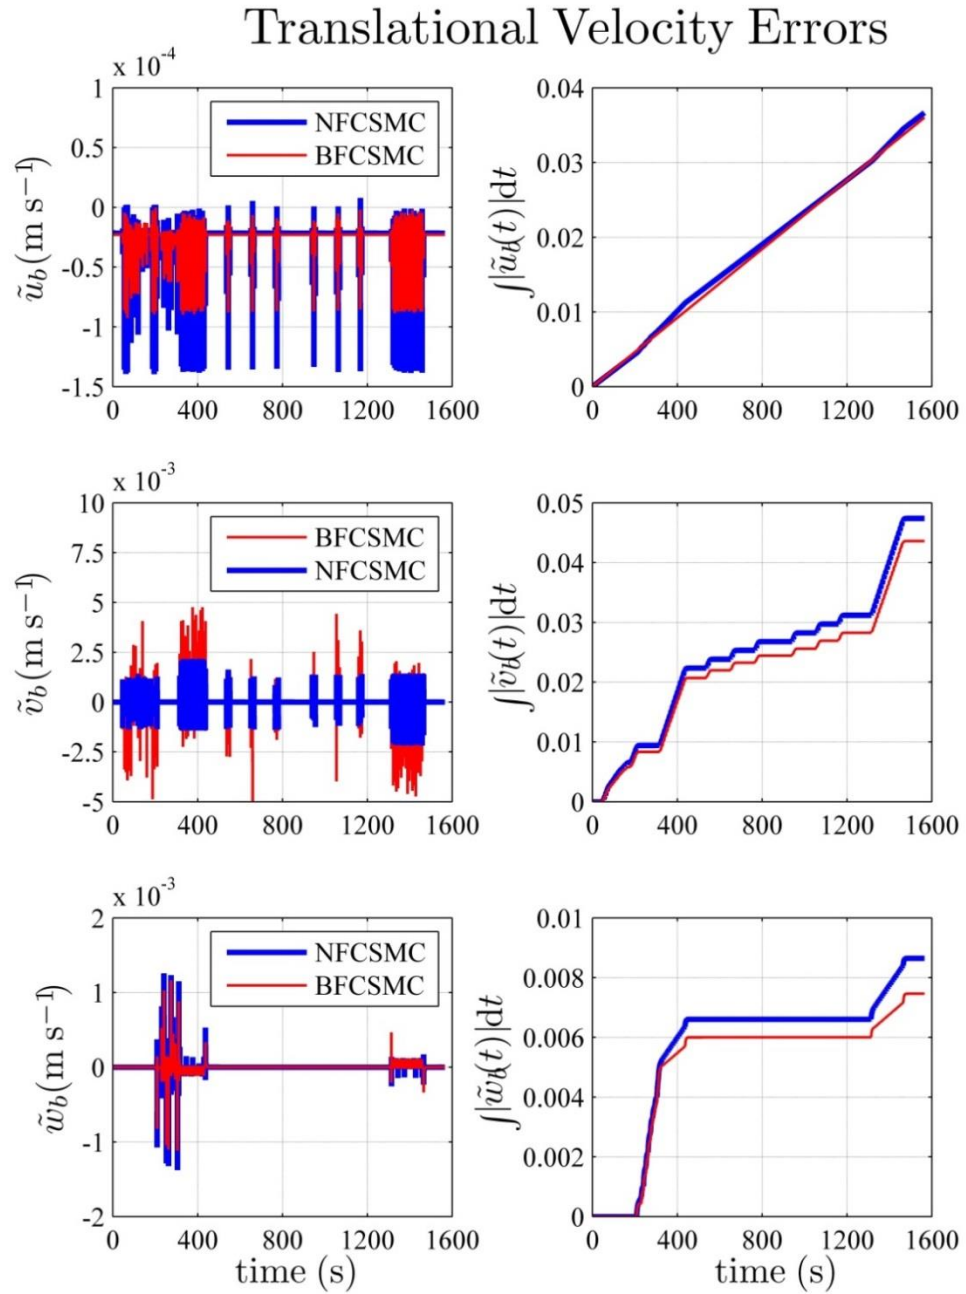 Translational Velocity Errors
x 10⁻⁴
1
0.5
0
-0.5
-1
-1.5
ũ_b(m s⁻¹)
NFCSMC
BFCSMC
0 400 800 1200 1600
0.04
0.03
0.02
0.01
0
∫|ũ_b(t)|dt
0 400 800 1200 1600
x 10⁻³
10
7.5
5
2.5
0
-2.5
-5
ṽ_b(m s⁻¹)
BFCSMC
NFCSMC
0 400 800 1200 1600
0.05
0.04
0.03
0.02
0.01
0
∫|ṽ_b(t)|dt
0 400 800 1200 1600
x 10⁻³
2
1
0
-1
-2
w̃_b(m s⁻¹)
NFCSMC
BFCSMC
0 400 800 1200 1600
time (s)
0.01
0.008
0.006
0.004
0.002
0
∫|w̃_b(t)|dt
0 400 800 1200 1600
time (s)